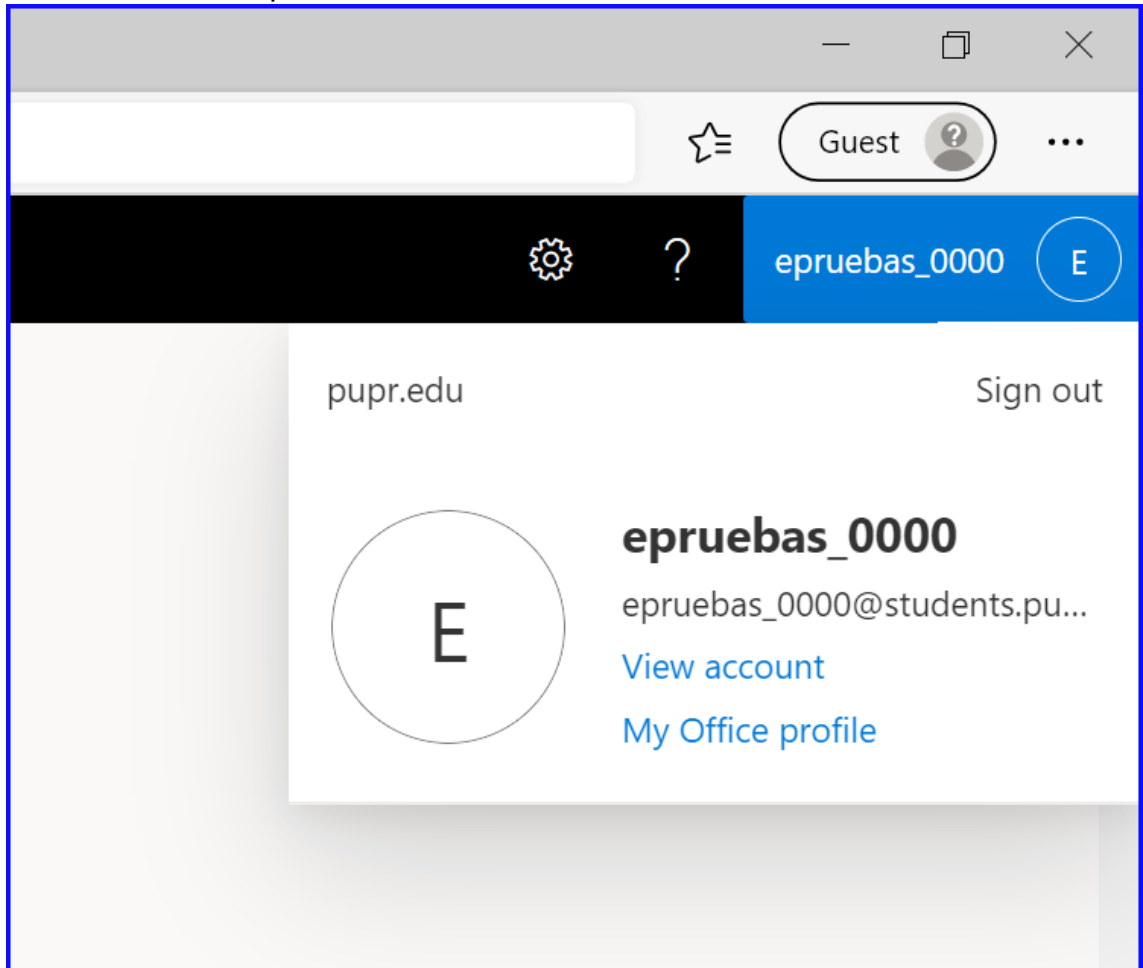 Guest
? epruebas_0000 E
pupr.edu Sign out
E
epruebas_0000
epruebas_0000@students.pu...
View account
My Office profile